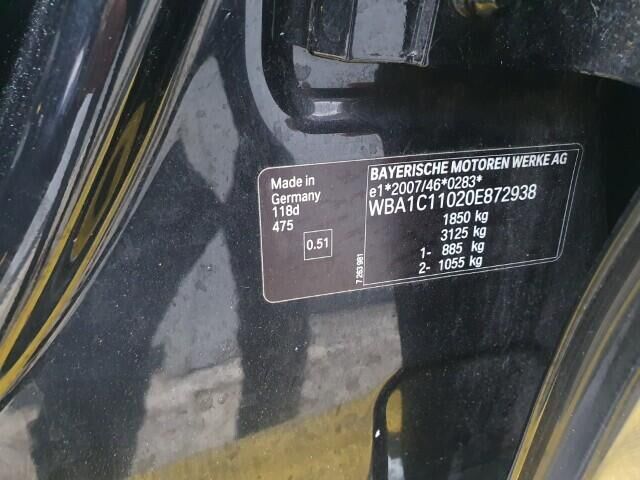 Made in
Germany
118d
475
0.51
7 263 981
BAYERISCHE MOTOREN WERKE AG
e1*2007/46*0283*
WBA1C11020E872938
1850 kg
3125 kg
1- 885 kg
2- 1055 kg